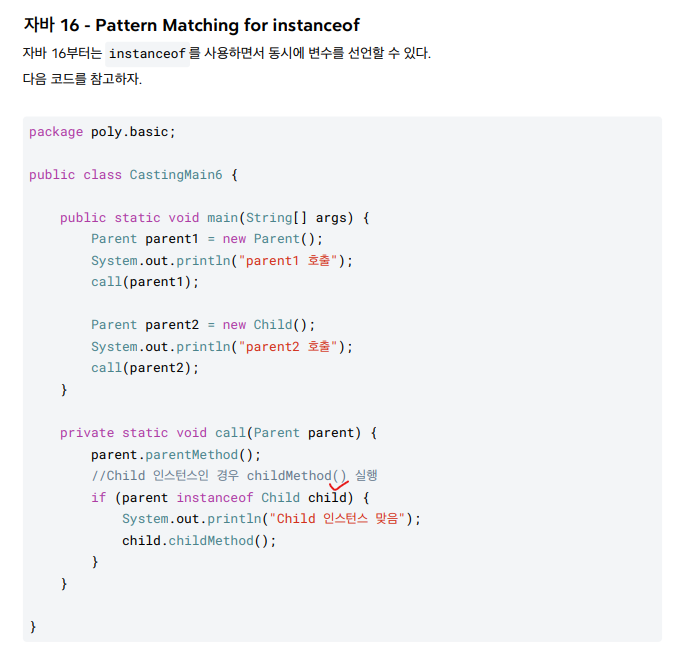 자바 16 - Pattern Matching for instanceof
자바 16부터는 instanceof 를 사용하면서 동시에 변수를 선언할 수 있다.
다음 코드를 참고하자.
package poly.basic;
public class CastingMain6 {
public static void main(String[] args) {
Parent parent1 = new Parent();
System.out.println("parent1 호출");
call(parent1);
Parent parent2 = new Child();
System.out.println("parent2 호출");
call(parent2);
}
private static void call(Parent parent) {
parent.parentMethod();
//Child 인스턴스인 경우 childMethod() 실행
if (parent instanceof Child child) {
System.out.println("Child 인스턴스 맞음");
child.childMethod();
}
}
}